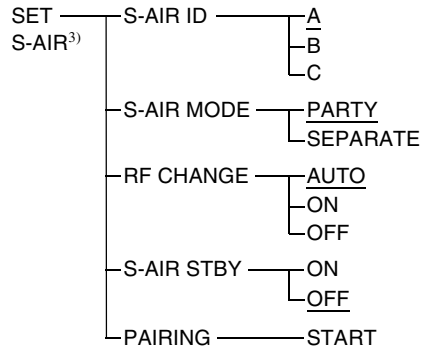 SET S-AIR ID A
S-AIR3) B
C
S-AIR MODE PARTY
SEPARATE
RF CHANGE AUTO
ON
OFF
S-AIR STBY ON
OFF
PAIRING START